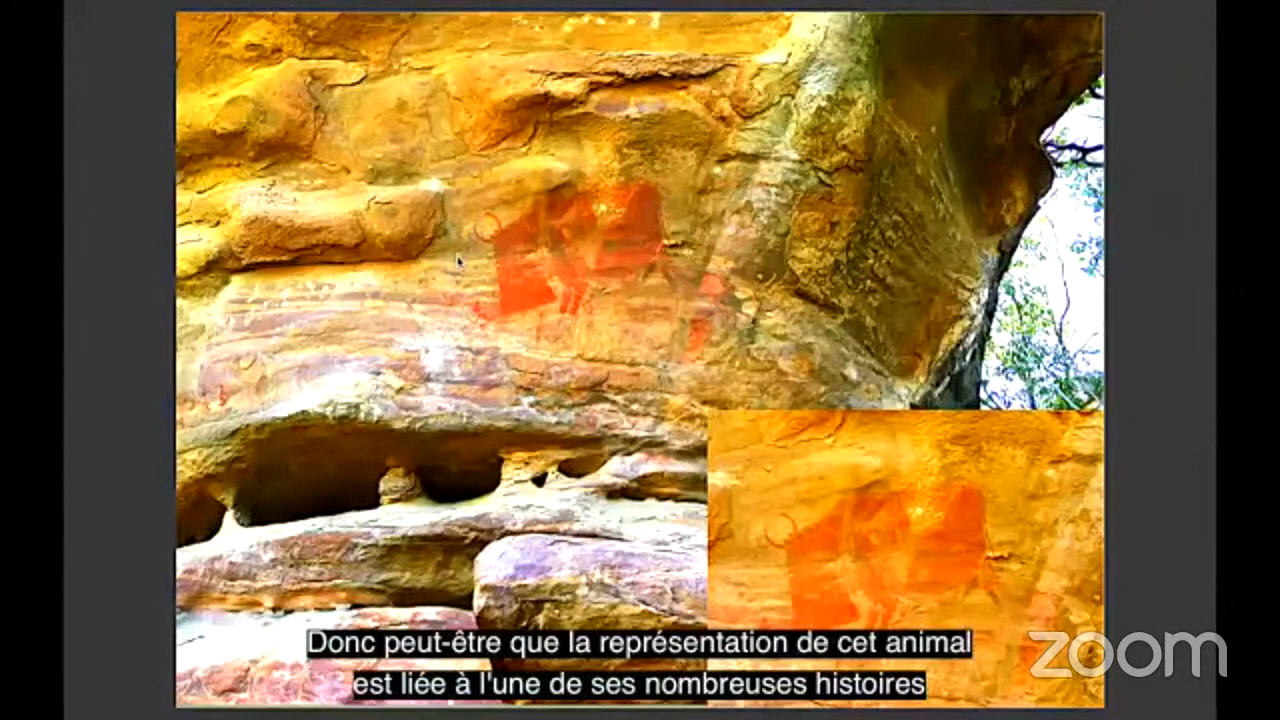 Donc peut-être que la représentation de cet animal
est liée à l'une de ses nombreuses histoires
zoom